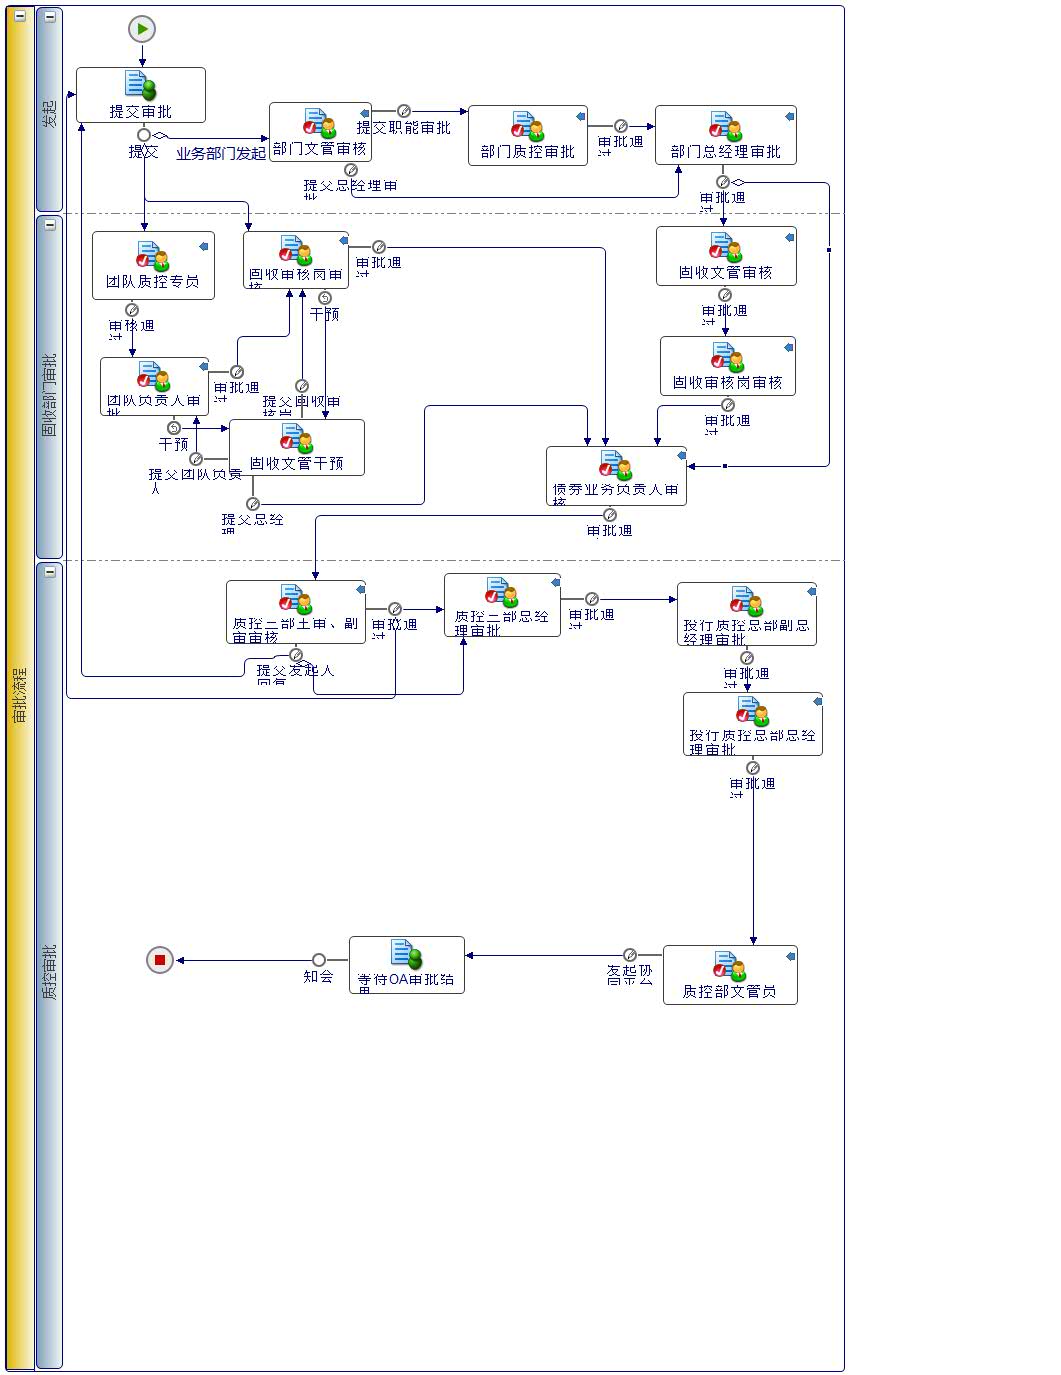 审批流程
发起
提交审批
提交
业务部门发起
部门文管审核
提交职能审批
部门质控审批
审批通过
部门总经理审批
提交总经理审批
审批通过
固收部门审批
团队质控专员
固收审核岗审核
审批通过
固收文管审核
干预
审核通过
审批通过
团队负责人审批
审批通过
固收审核岗审核
提交固收审核岗
审批通过
干预
固收文管干预
提交团队负责人
债券业务负责人审核
提交总经理
审批通
质控审批
质控三部主审、副审审核
审批通过
质控三部总经理审批
审批通过
投行质控总部副总经理审批
提交发起人回复
审批通过
投行质控总部总经理审批
审批通过
等待OA审批结果
知会
发起协同平台
质控部文管员